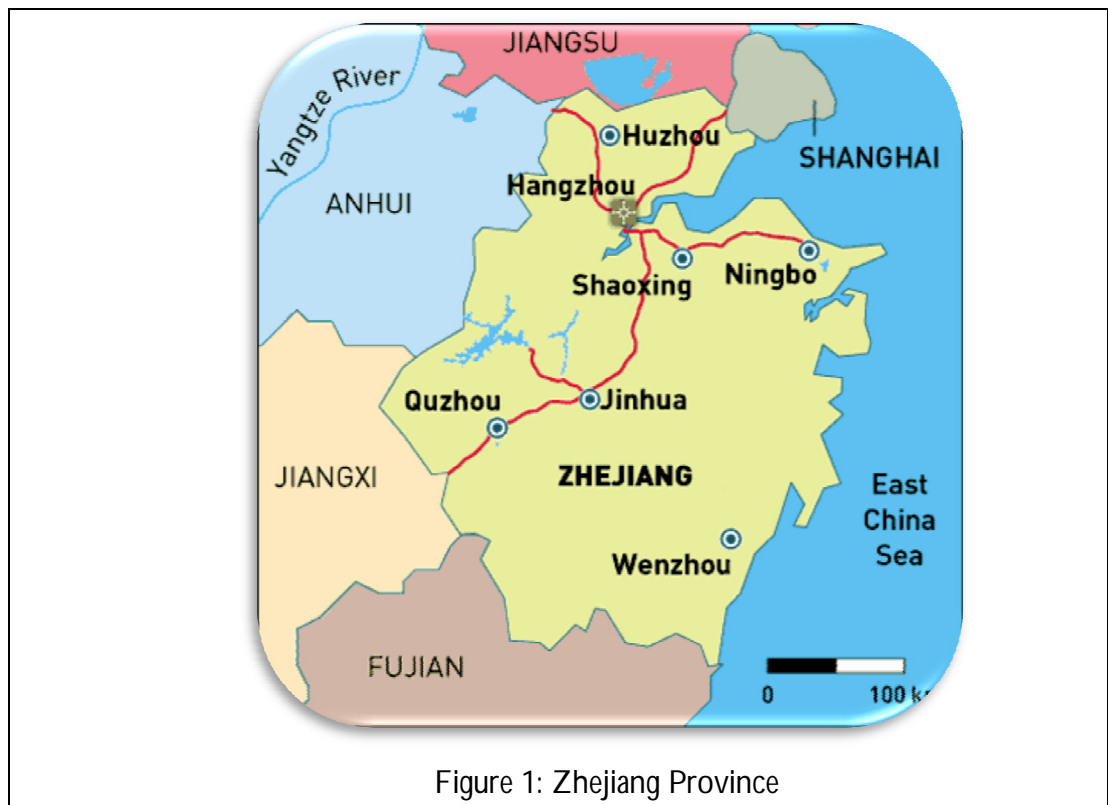 JIANGSU
Yangtze River
Huzhou
SHANGHAI
Hangzhou
ANHUI
Shaoxing
Ningbo
Quzhou
Jinhua
JIANGXI
ZHEJIANG
East
China
Sea
Wenzhou
FUJIAN
0 100 k
Figure 1: Zhejiang Province